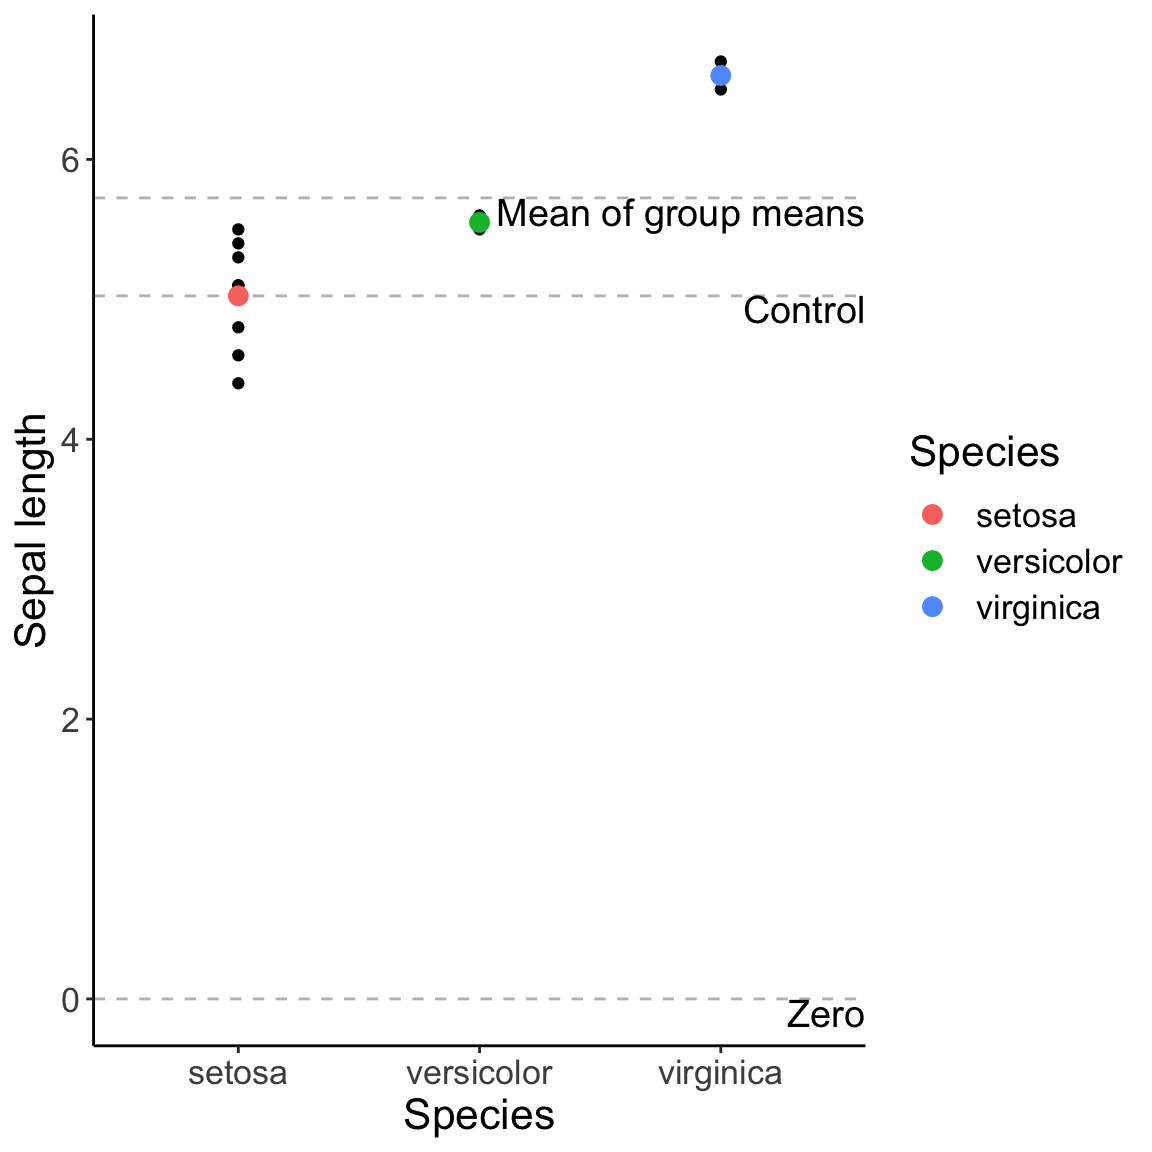 6
Mean of group means
Control
4
2
0
Zero
setosa versicolor virginica
Species
Sepal length
Species
setosa
versicolor
virginica